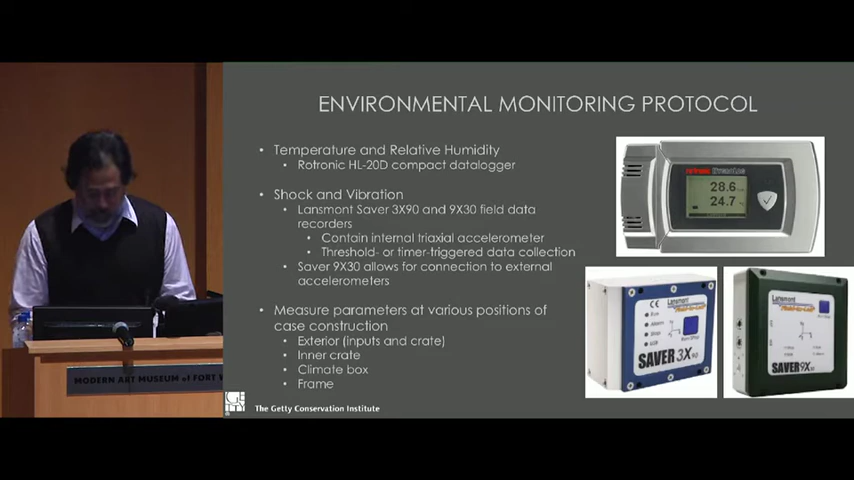 ENVIRONMENTAL MONITORING PROTOCOL
• Temperature and Relative Humidity
• Rotronic HL-20D compact datalogger
• Shock and Vibration
• Lansmont Saver 3X90 and 9X30 field data
recorders
• Contain internal triaxial accelerometer
• Threshold- or timer-triggered data collection
• Saver 9X30 allows for connection to external
accelerometers
• Measure parameters at various positions of
case construction
• Exterior (inputs and crate)
• Inner crate
• Climate box
• Frame
The Getty Conservation Institute
rotronic
28.6
24.7
Lansmont
SAVER 3X90
Lansmont
SAVER 9X30
MODERN ART MUSEUM of FORT W